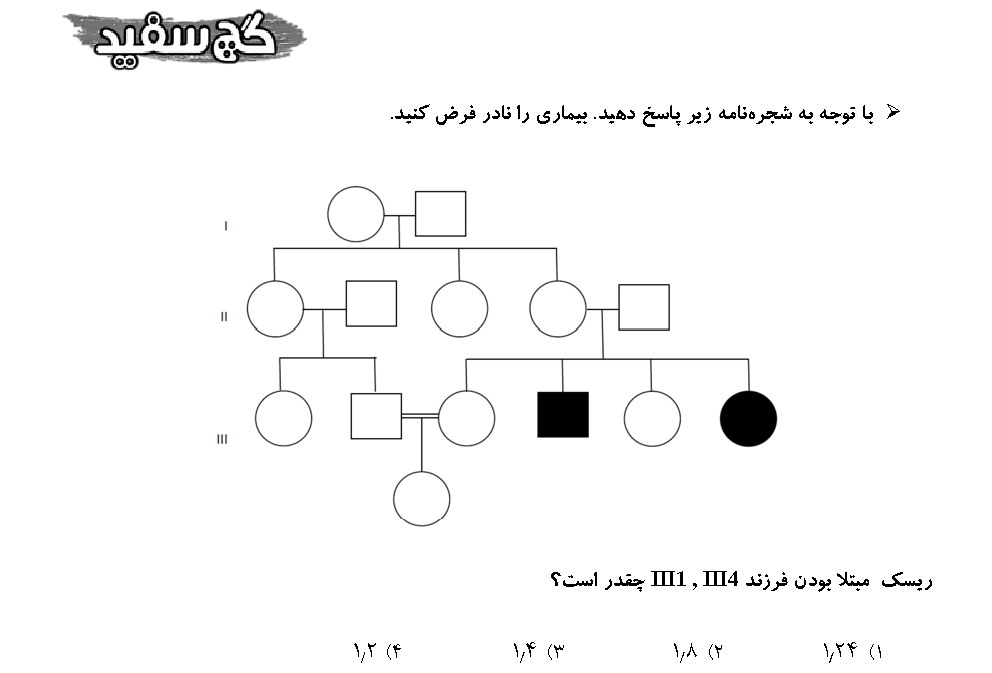 گچ سفید
➢ با توجه به شجره‌نامه زیر پاسخ دهید. بیماری را نادر فرض کنید.
I
II
III
ریسک مبتلا بودن فرزند III1 , III4 چقدر است؟
۱) ۱٫۲۴ ۲) ۱٫۸ ۳) ۱٫۴ ۴) ۱٫۲